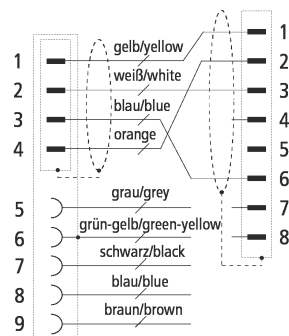 gelb/yellow
1
1
weiß/white
2
2
blau/blue
3
3
orange
4
4
5
6
grau/grey
5
7
grün-gelb/green-yellow
6
8
schwarz/black
7
blau/blue
8
braun/brown
9